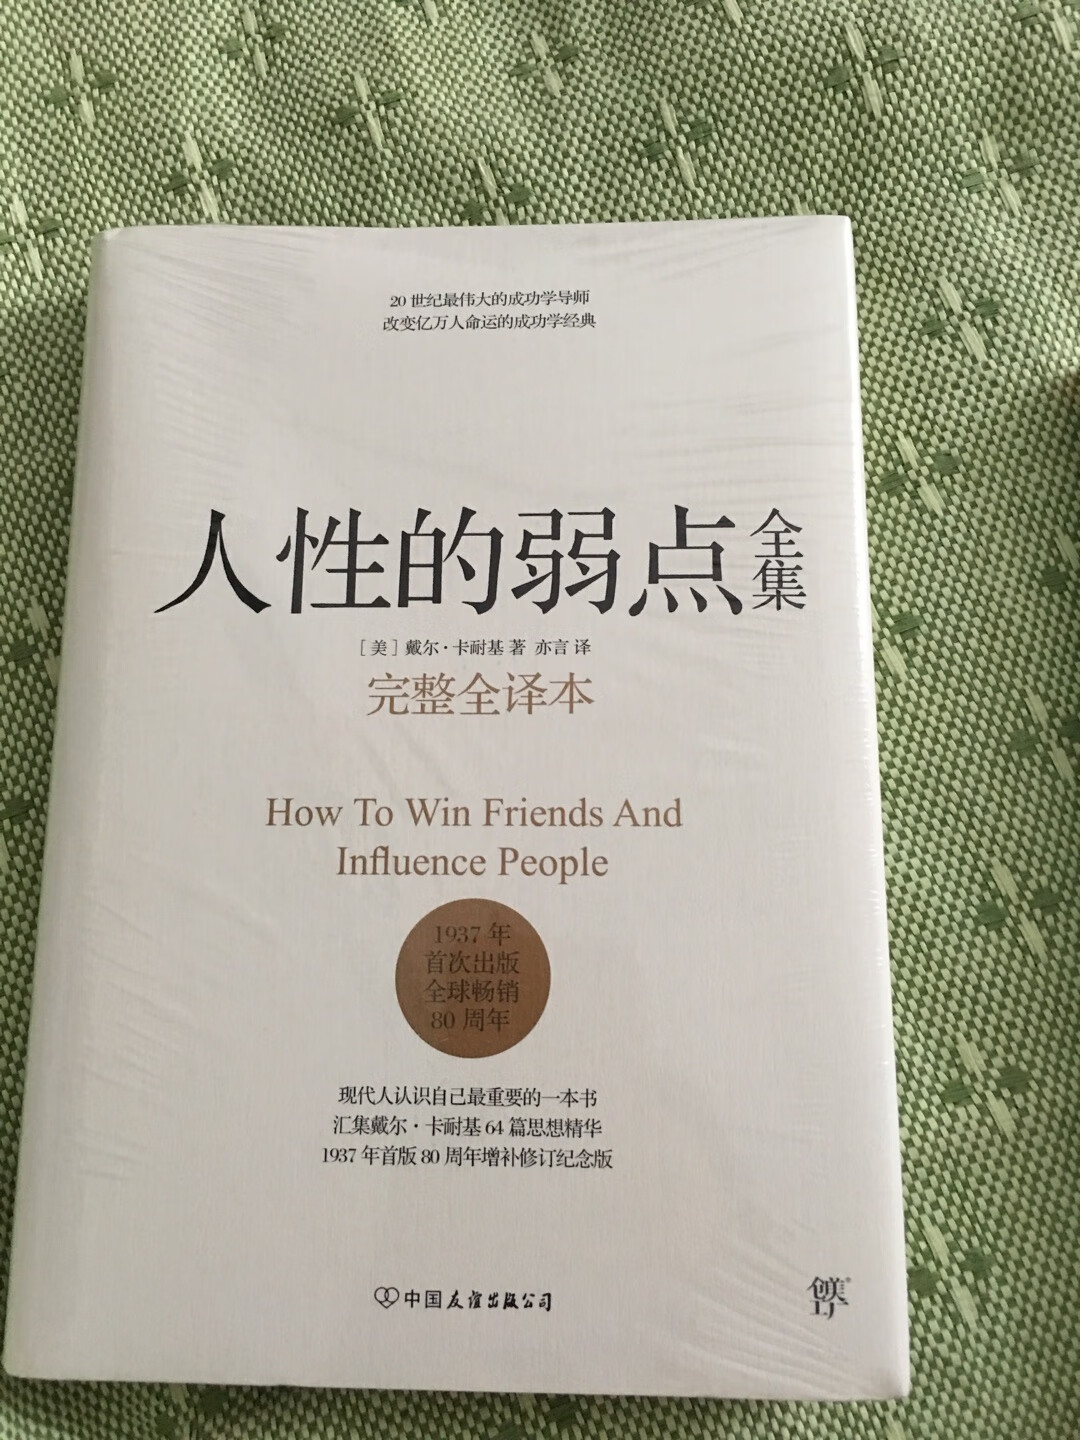 20 世纪最伟大的成功学导师
改变亿万人命运的成功学经典
人性的弱点全集
［美］戴尔·卡耐基 著 亦言 译
完整全译本
How To Win Friends And
Influence People
1937 年
首次出版
全球畅销
80 周年
现代人认识自己最重要的一本书
汇集戴尔·卡耐基 64 篇思想精华
1937 年首版 80 周年增补修订纪念版
中国友谊出版公司
创美工厂